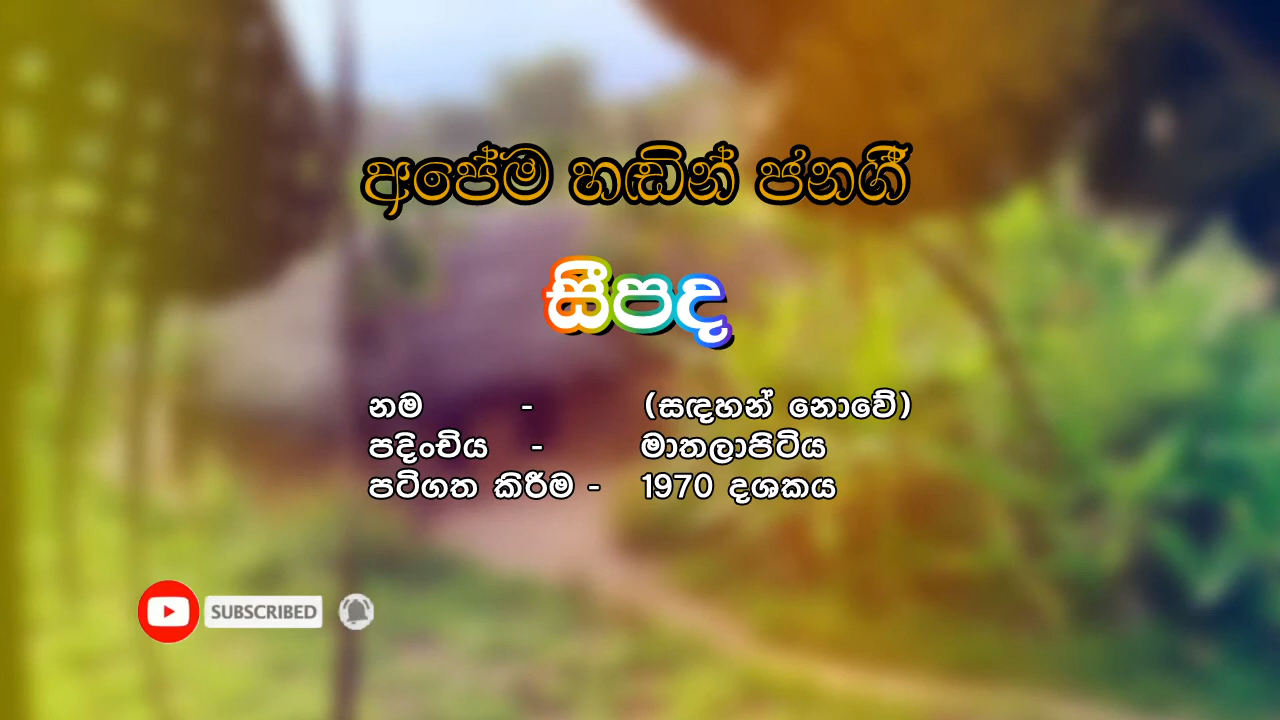 අපේම හඬින් ජනගී
සීපද
නම - (සඳහන් නොවේ)
පදිංචිය - මාතලාපිටිය
පටිගත කිරීම - 1970 දශකය
SUBSCRIBED